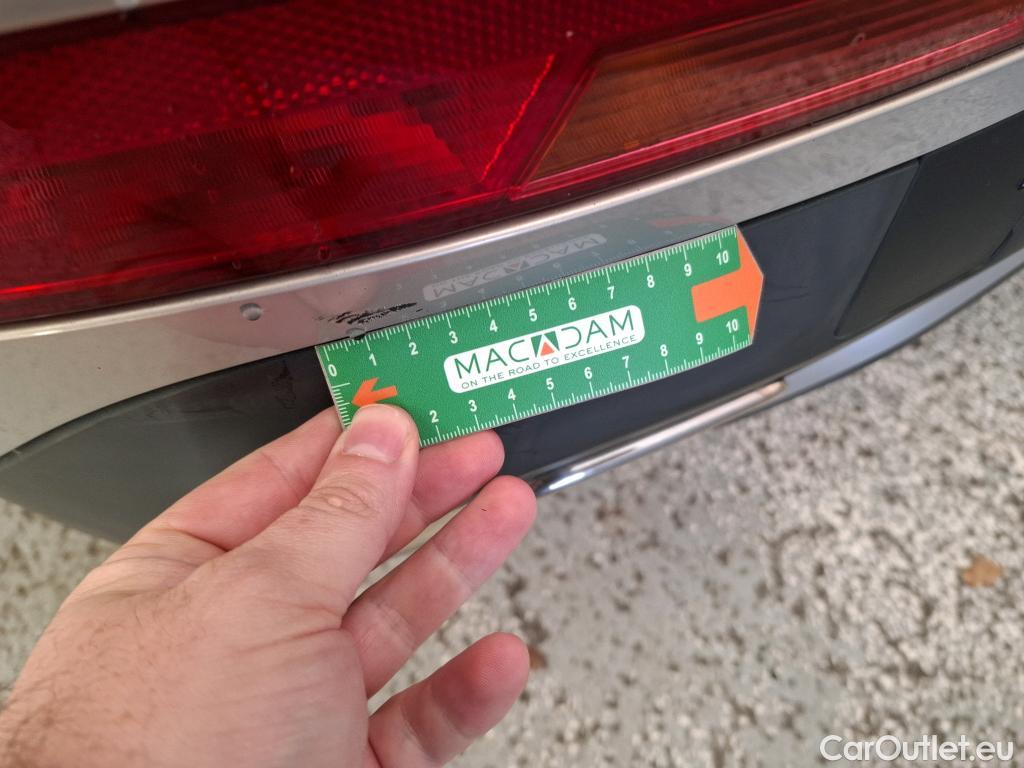 0 1 2 3 4 5 6 7 8 9 10
MACADAM
ON THE ROAD TO EXCELLENCE
2 3 4 5 6 7 8 9 10
MACADAM
CarOutlet.eu